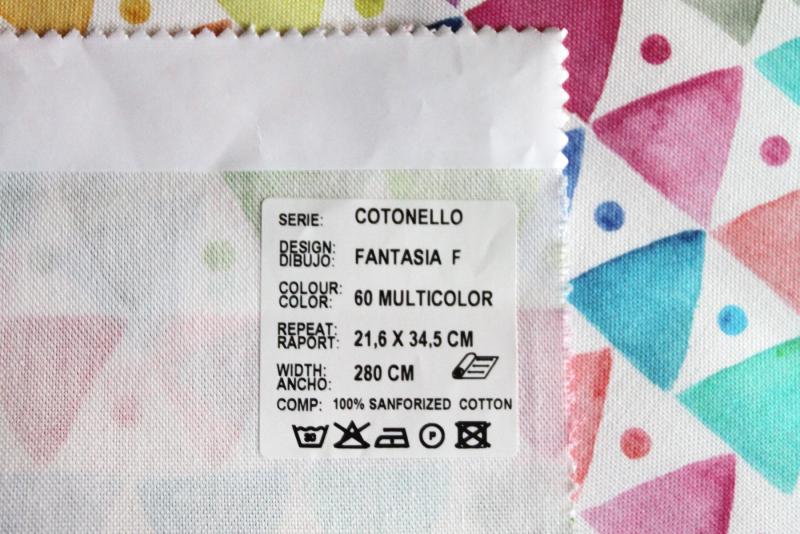 SERIE: COTONELLO
DESIGN:
DIBUJO: FANTASIA F
COLOUR:
COLOR: 60 MULTICOLOR
REPEAT:
RAPORT: 21,6 X 34,5 CM
WIDTH:
ANCHO: 280 CM
COMP: 100% SANFORIZED COTTON
30 P